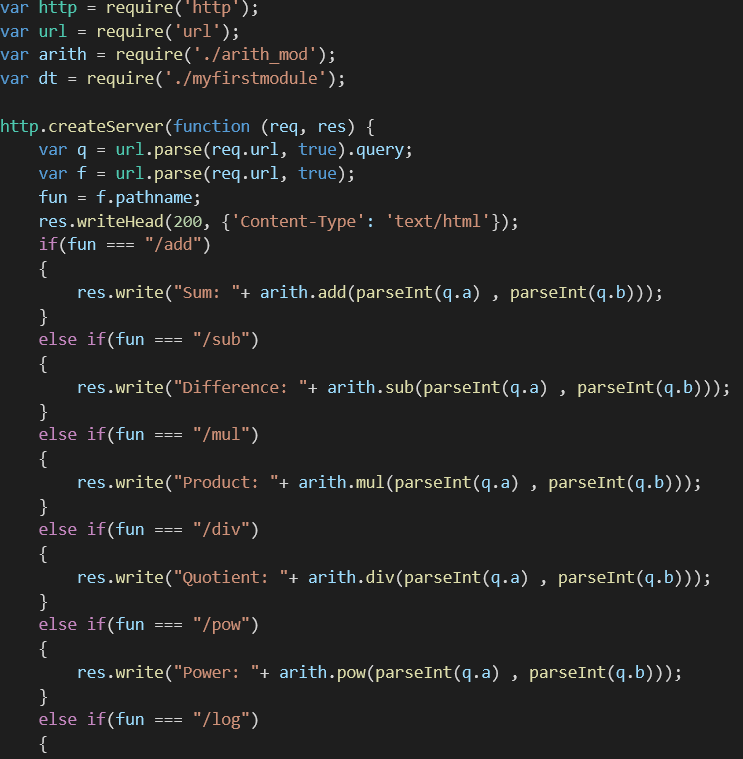 var http = require('http');
var url = require('url');
var arith = require('./arith_mod');
var dt = require('./myfirstmodule');

http.createServer(function (req, res) {
    var q = url.parse(req.url, true).query;
    var f = url.parse(req.url, true);
    fun = f.pathname;
    res.writeHead(200, {'Content-Type': 'text/html'});
    if(fun === "/add")
    {
        res.write("Sum: "+ arith.add(parseInt(q.a) , parseInt(q.b)));
    }
    else if(fun === "/sub")
    {
        res.write("Difference: "+ arith.sub(parseInt(q.a) , parseInt(q.b)));
    }
    else if(fun === "/mul")
    {
        res.write("Product: "+ arith.mul(parseInt(q.a) , parseInt(q.b)));
    }
    else if(fun === "/div")
    {
        res.write("Quotient: "+ arith.div(parseInt(q.a) , parseInt(q.b)));
    }
    else if(fun === "/pow")
    {
        res.write("Power: "+ arith.pow(parseInt(q.a) , parseInt(q.b)));
    }
    else if(fun === "/log")
    {